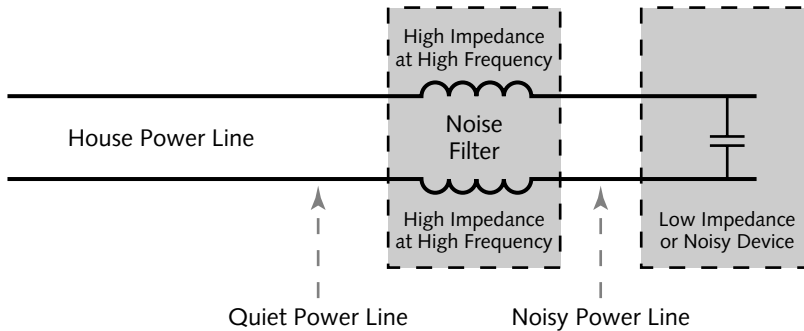 High Impedance
at High Frequency
House Power Line
Noise
Filter
High Impedance
at High Frequency
Low Impedance
or Noisy Device
Quiet Power Line
Noisy Power Line